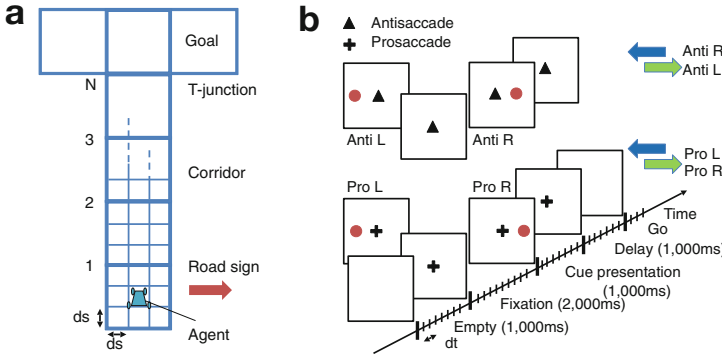 a
Goal
N
T-junction
3
Corridor
2
1
Road sign
ds
ds
Agent
b
Antisaccade
Prosaccade
Anti R
Anti L
Anti L
Anti R
Pro L
Pro R
Pro L
Pro R
Time
Go
Delay (1,000ms)
Cue presentation
(1,000ms)
Fixation (2,000ms)
Empty (1,000ms)
dt